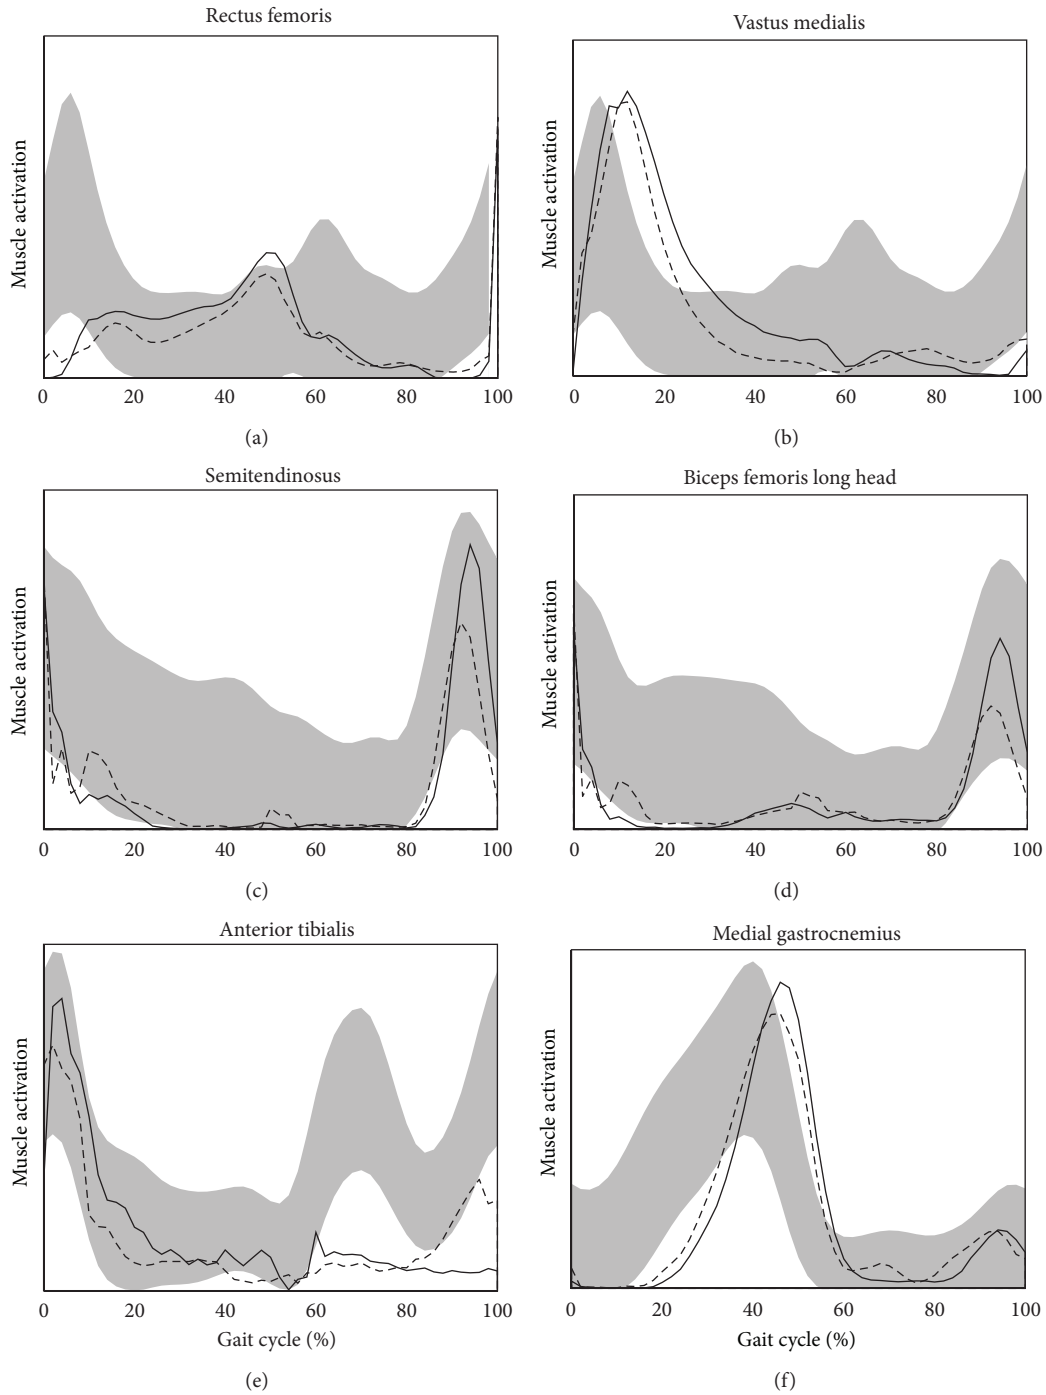 Rectus femoris
Muscle activation
0 20 40 60 80 100
(a)
Vastus medialis
Muscle activation
0 20 40 60 80 100
(b)
Semitendinosus
Muscle activation
0 20 40 60 80 100
(c)
Biceps femoris long head
Muscle activation
0 20 40 60 80 100
(d)
Anterior tibialis
Muscle activation
0 20 40 60 80 100
Gait cycle (%)
(e)
Medial gastrocnemius
Muscle activation
0 20 40 60 80 100
Gait cycle (%)
(f)